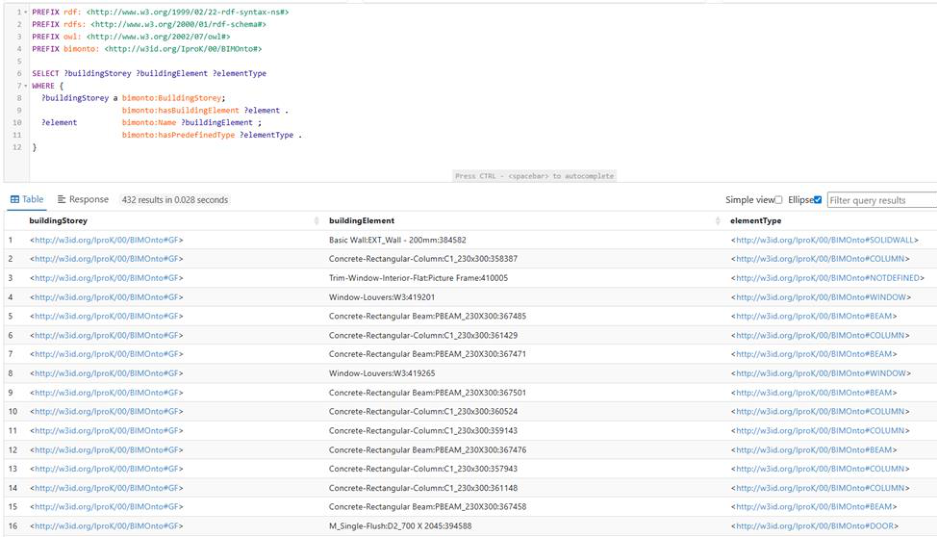 1 PREFIX rdf: <http://www.w3.org/1999/02/22-rdf-syntax-ns#>
2 PREFIX rdfs: <http://www.w3.org/2000/01/rdf-schema#>
3 PREFIX owl: <http://www.w3.org/2002/07/owl#>
4 PREFIX bimonto: <http://w3id.org/IproK/00/BIMOnto#>
5
6 SELECT ?buildingStorey ?buildingElement ?elementType
7 WHERE {
8 ?buildingStorey a bimonto:BuildingStorey;
9 bimonto:hasBuildingElement ?element .
10 ?element bimonto:Name ?buildingElement ;
11 bimonto:hasPredefinedType ?elementType .
12 }
Press CTRL - <spacebar> to autocomplete
Table Response 432 results in 0.028 seconds Simple view Ellipse Filter query results
buildingStorey buildingElement elementType
1 <http://w3id.org/IproK/00/BIMOnto#GF> Basic Wall:EXT_Wall - 200mm:384582 <http://w3id.org/IproK/00/BIMOnto#SOLIDWALL>
2 <http://w3id.org/IproK/00/BIMOnto#GF> Concrete-Rectangular-Column:C1_230x300:358387 <http://w3id.org/IproK/00/BIMOnto#COLUMN>
3 <http://w3id.org/IproK/00/BIMOnto#GF> Trim-Window-Interior-Flat:Picture Frame:410005 <http://w3id.org/IproK/00/BIMOnto#NOTDEFINED>
4 <http://w3id.org/IproK/00/BIMOnto#GF> Window-Louvers:W3:419201 <http://w3id.org/IproK/00/BIMOnto#WINDOW>
5 <http://w3id.org/IproK/00/BIMOnto#GF> Concrete-Rectangular Beam:PBEAM_230X300:367485 <http://w3id.org/IproK/00/BIMOnto#BEAM>
6 <http://w3id.org/IproK/00/BIMOnto#GF> Concrete-Rectangular-Column:C1_230x300:361429 <http://w3id.org/IproK/00/BIMOnto#COLUMN>
7 <http://w3id.org/IproK/00/BIMOnto#GF> Concrete-Rectangular Beam:PBEAM_230X300:367471 <http://w3id.org/IproK/00/BIMOnto#BEAM>
8 <http://w3id.org/IproK/00/BIMOnto#GF> Window-Louvers:W3:419265 <http://w3id.org/IproK/00/BIMOnto#WINDOW>
9 <http://w3id.org/IproK/00/BIMOnto#GF> Concrete-Rectangular Beam:PBEAM_230X300:367501 <http://w3id.org/IproK/00/BIMOnto#BEAM>
10 <http://w3id.org/IproK/00/BIMOnto#GF> Concrete-Rectangular-Column:C1_230x300:360524 <http://w3id.org/IproK/00/BIMOnto#COLUMN>
11 <http://w3id.org/IproK/00/BIMOnto#GF> Concrete-Rectangular-Column:C1_230x300:359143 <http://w3id.org/IproK/00/BIMOnto#COLUMN>
12 <http://w3id.org/IproK/00/BIMOnto#GF> Concrete-Rectangular Beam:PBEAM_230X300:367476 <http://w3id.org/IproK/00/BIMOnto#BEAM>
13 <http://w3id.org/IproK/00/BIMOnto#GF> Concrete-Rectangular-Column:C1_230x300:357943 <http://w3id.org/IproK/00/BIMOnto#COLUMN>
14 <http://w3id.org/IproK/00/BIMOnto#GF> Concrete-Rectangular-Column:C1_230x300:361148 <http://w3id.org/IproK/00/BIMOnto#COLUMN>
15 <http://w3id.org/IproK/00/BIMOnto#GF> Concrete-Rectangular Beam:PBEAM_230X300:367458 <http://w3id.org/IproK/00/BIMOnto#BEAM>
16 <http://w3id.org/IproK/00/BIMOnto#GF> M_Single-Flush:D2_700 X 2045:394588 <http://w3id.org/IproK/00/BIMOnto#DOOR>